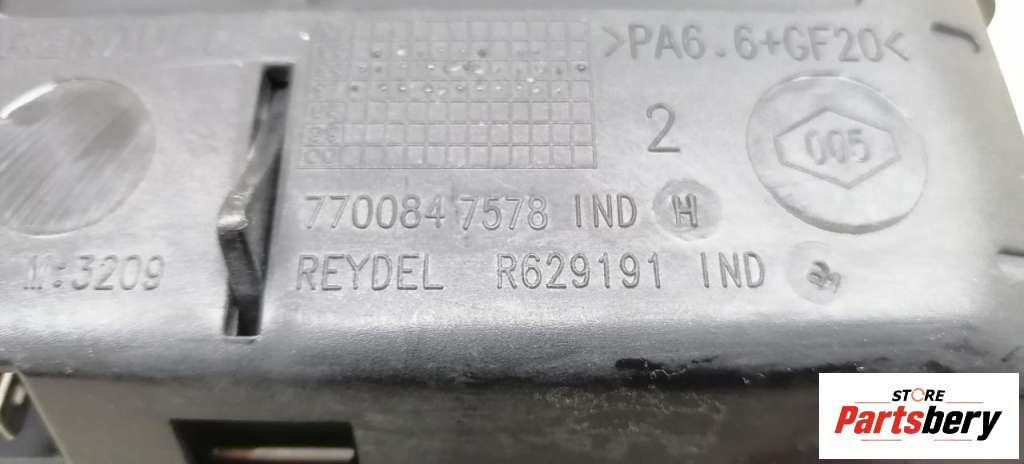 >PA6.6+GF20<
2
005
7700847578 IND H
M:3209
REYDEL R629191 IND
STORE
Partsbery